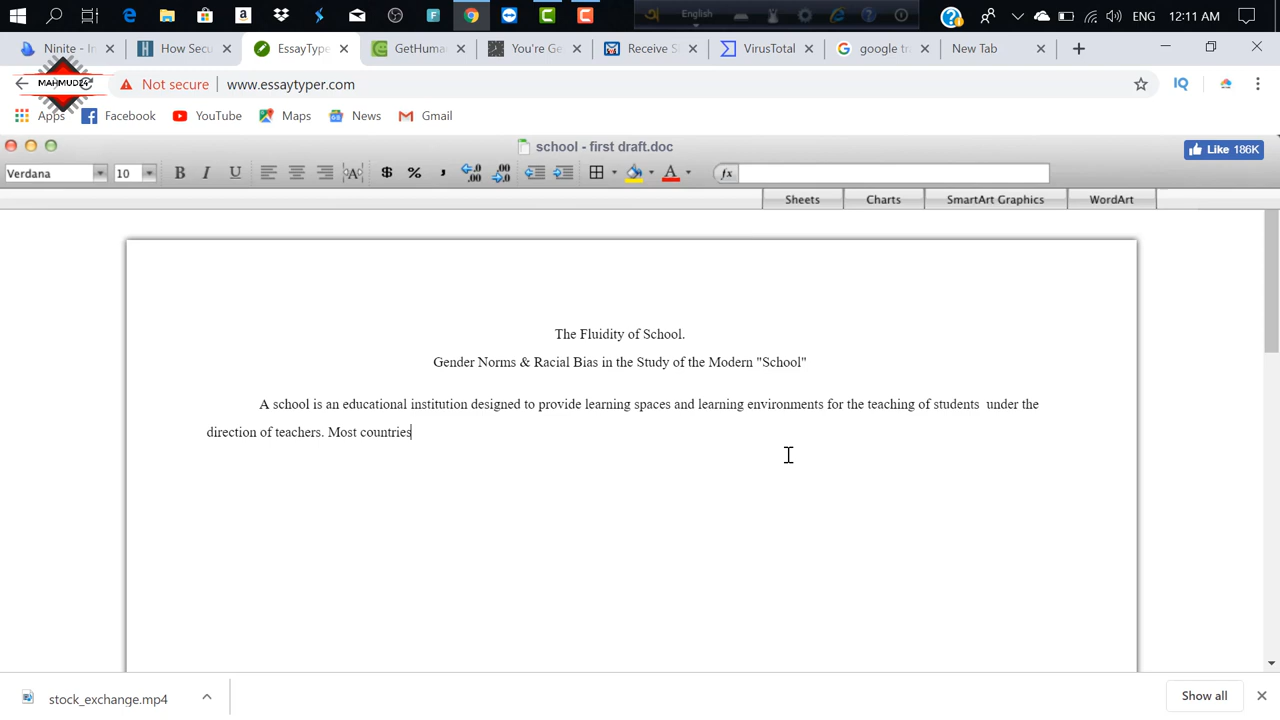 English
ENG
12:11 AM
Ninite - In
How Secu
EssayType
GetHuma
You're Ge
Receive S
VirusTotal
google tr
New Tab
MAHMUD24
Not secure
www.essaytyper.com
IQ
Apps
Facebook
YouTube
Maps
News
Gmail
school - first draft.doc
Like 186K
Verdana
10
B
I
U
$
%
fx
Sheets
Charts
SmartArt Graphics
WordArt
The Fluidity of School.
Gender Norms & Racial Bias in the Study of the Modern "School"
A school is an educational institution designed to provide learning spaces and learning environments for the teaching of students  under the
direction of teachers. Most countries
stock_exchange.mp4
Show all